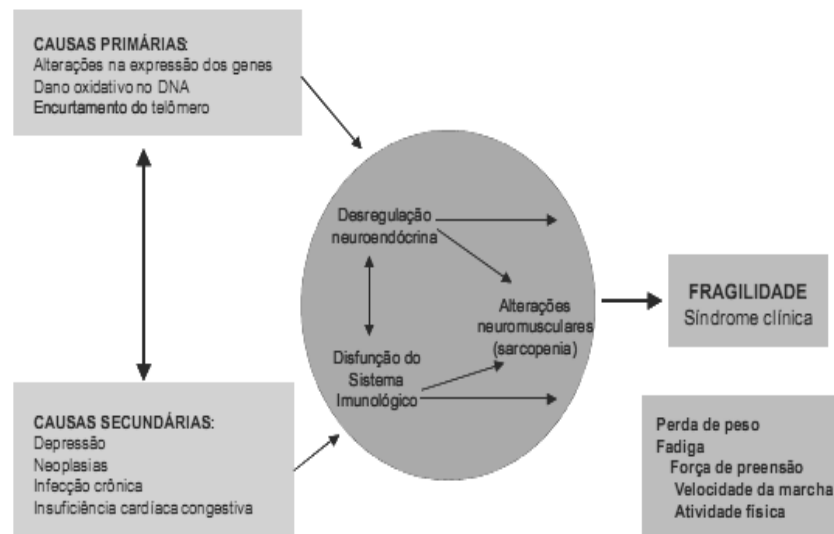 CAUSAS PRIMÁRIAS:
Alterações na expressão dos genes
Dano oxidativo no DNA
Encurtamento do telômero
Desregulação
neuroendócrina
Alterações
neuromusculares
(sarcopenia)
Disfunção do
Sistema
Imunológico
CAUSAS SECUNDÁRIAS:
Depressão
Neoplasias
Infecção crônica
Insuficiência cardíaca congestiva
FRAGILIDADE
Síndrome clínica
Perda de peso
Fadiga
Força de preensão
Velocidade da marcha
Atividade física